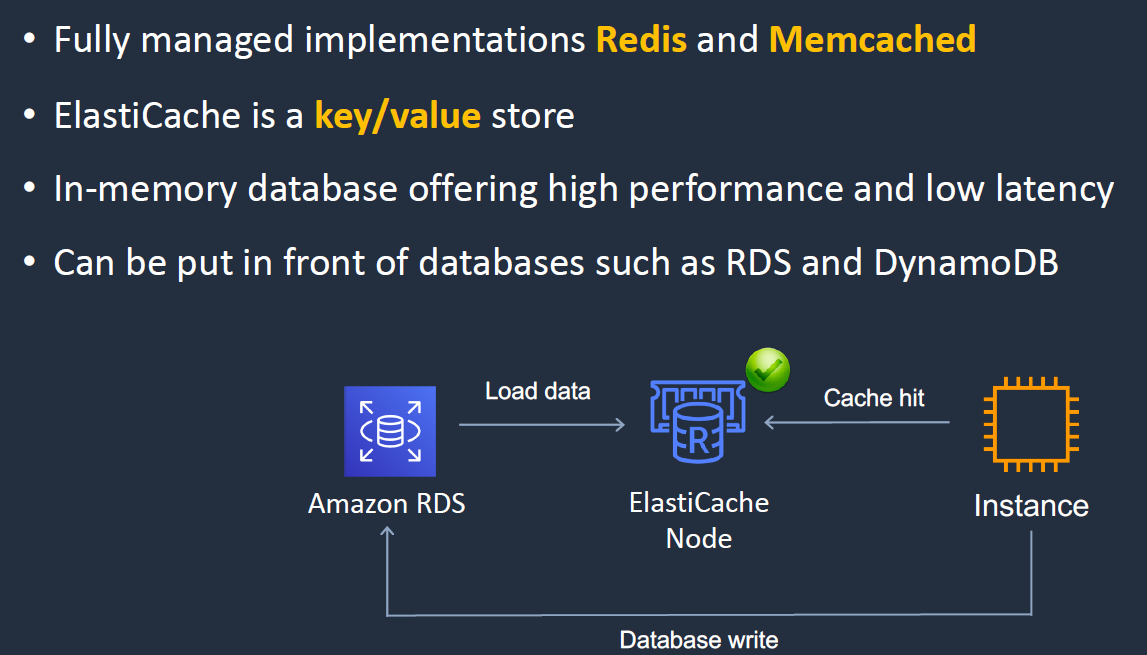 • Fully managed implementations Redis and Memcached
• ElastiCache is a key/value store
• In-memory database offering high performance and low latency
• Can be put in front of databases such as RDS and DynamoDB
Load data
Cache hit
R
Amazon RDS
ElastiCache
Node
Instance
Database write